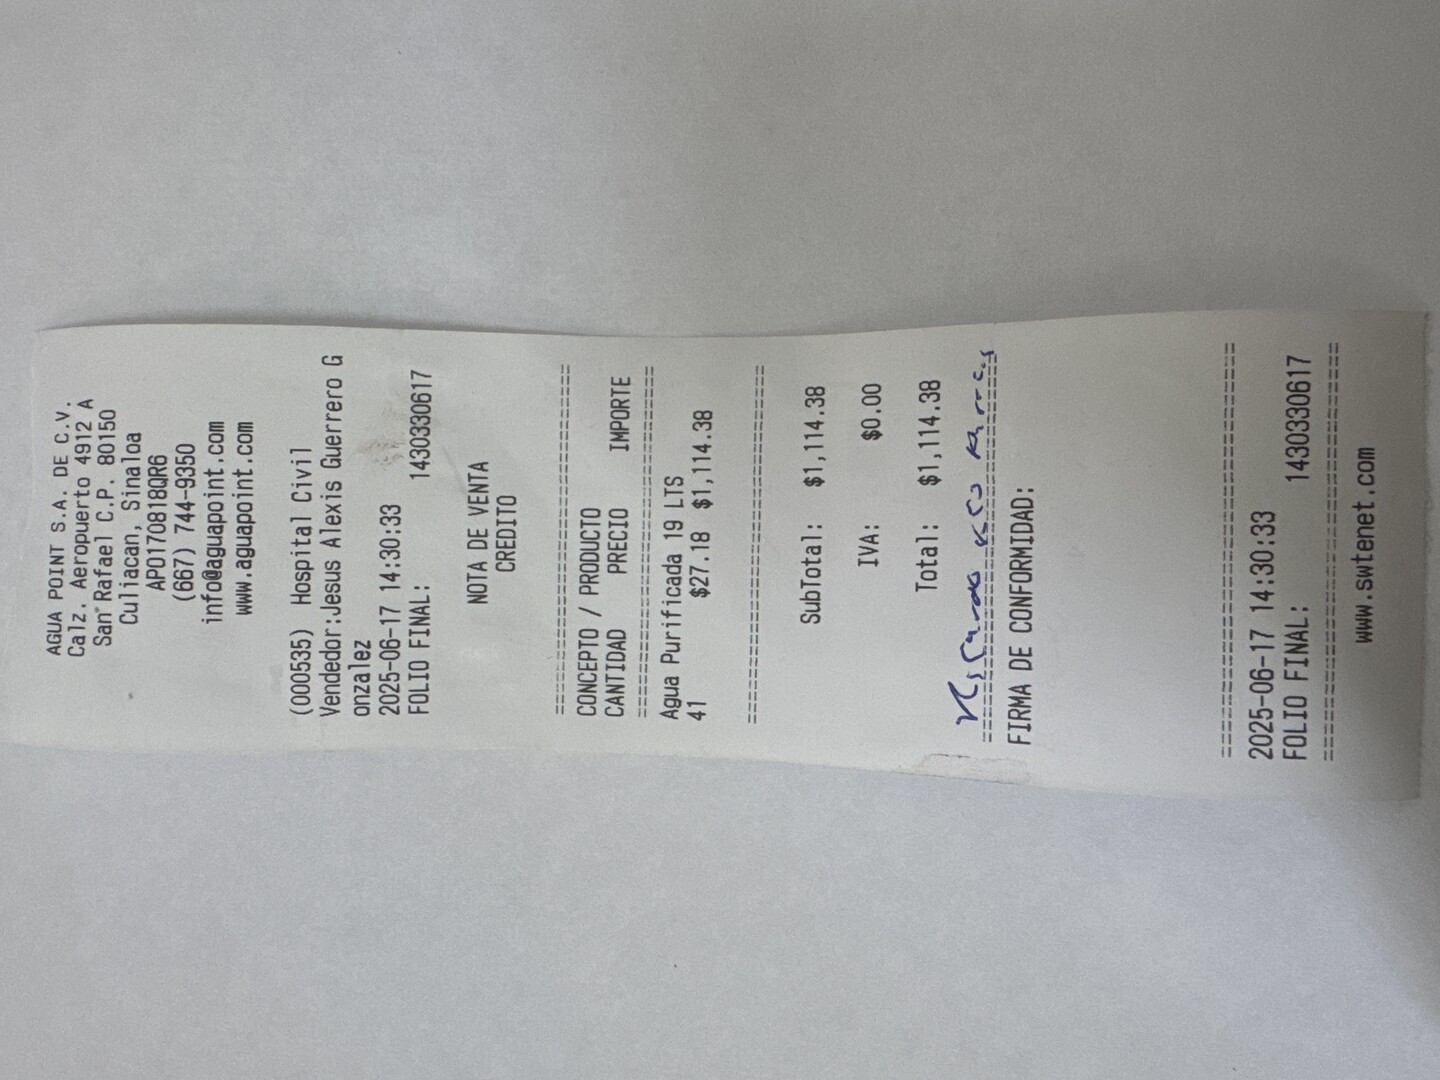 AGUA POINT S.A. DE C.V.
Calz. Aeropuerto 4912 A
San Rafael C.P. 80150
Culiacan, Sinaloa
APO170818QR6
(667) 744-9350
info@aguapoint.com
www.aguapoint.com
(000535) Hospital Civil
Vendedor:Jesus Alexis Guerrero G
onzalez
2025-06-17 14:30:33
FOLIO FINAL: 1430330617
NOTA DE VENTA
CREDITO
================================
CONCEPTO / PRODUCTO
CANTIDAD PRECIO IMPORTE
================================
Agua Purificada 19 LTS
41 $27.18 $1,114.38
================================
SubTotal: $1,114.38
IVA: $0.00
Total: $1,114.38
================================
FIRMA DE CONFORMIDAD:
================================
2025-06-17 14:30:33
FOLIO FINAL: 1430330617
================================
www.swtenet.com